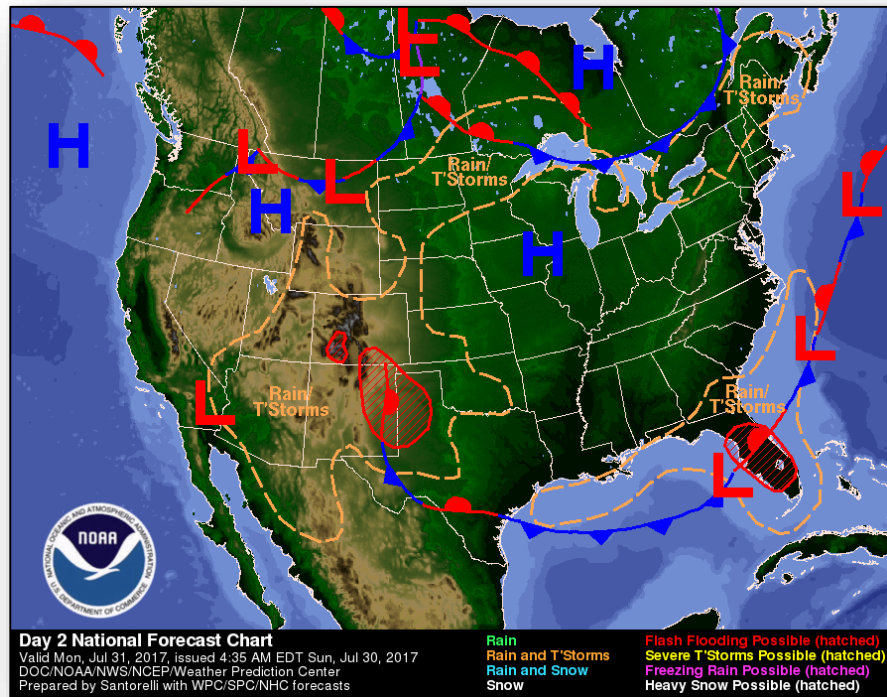 L
L
H
H
Rain/
T'Storms
L
Rain/
T'Storms
L
L
H
H
L
L
Rain/
T'Storms
Rain/
T'Storms
L
L
NATIONAL OCEANIC AND ATMOSPHERIC ADMINISTRATION
NOAA
U.S. DEPARTMENT OF COMMERCE
Day 2 National Forecast Chart
Valid Mon, Jul 31, 2017, issued 4:35 AM EDT Sun, Jul 30, 2017
DOC/NOAA/NWS/NCEP/Weather Prediction Center
Prepared by Santorelli with WPC/SPC/NHC forecasts
Rain
Rain and T'Storms
Rain and Snow
Snow
Flash Flooding Possible (hatched)
Severe T'Storms Possible (hatched)
Freezing Rain Possible (hatched)
Heavy Snow Possible (hatched)